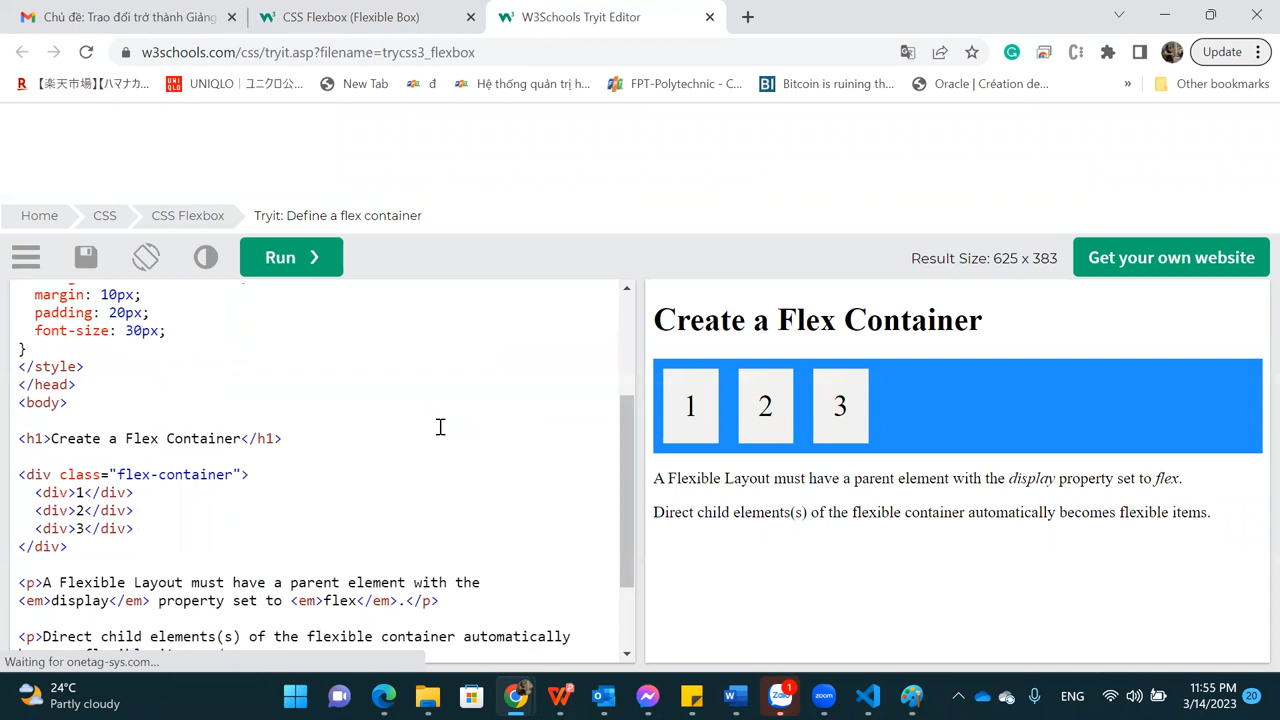 Chủ đề: Trao đổi trở thành Giảng
CSS Flexbox (Flexible Box)
W3Schools Tryit Editor
w3schools.com/css/tryit.asp?filename=trycss3_flexbox
Update
【楽天市場】【ハマナカ...
UNIQLO｜ユニクロ公...
New Tab
đ
Hệ thống quản trị h...
FPT-Polytechnic - C...
Bitcoin is ruining th...
Oracle | Création de...
»
Other bookmarks
Home
CSS
CSS Flexbox
Tryit: Define a flex container
Run ❯
Result Size: 625 x 383
Get your own website
margin: 10px;
padding: 20px;
font-size: 30px;
}
</style>
</head>
<body>
<h1>Create a Flex Container</h1>
<div class="flex-container">
<div>1</div>
<div>2</div>
<div>3</div>
</div>
<p>A Flexible Layout must have a parent element with the
<em>display</em> property set to <em>flex</em>.</p>
<p>Direct child elements(s) of the flexible container automatically
Create a Flex Container
1 2 3
A Flexible Layout must have a parent element with the display property set to flex.
Direct child elements(s) of the flexible container automatically becomes flexible items.
Waiting for onetag-sys.com...
24°C
Partly cloudy
1
ENG
11:55 PM
3/14/2023
20